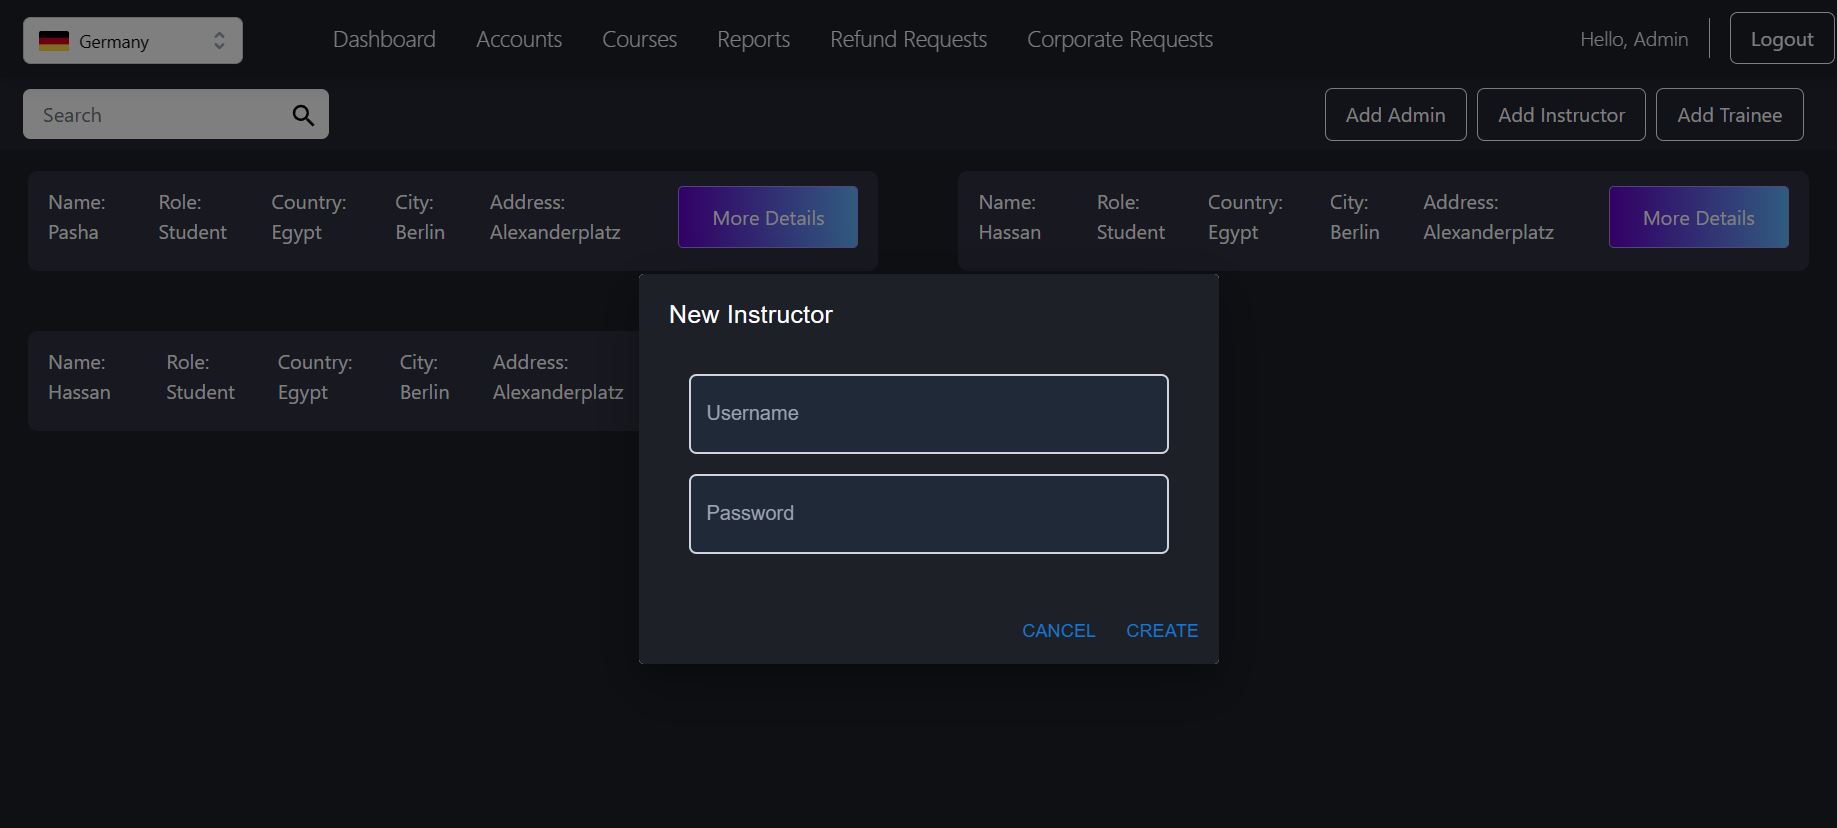 Germany
Dashboard Accounts Courses Reports Refund Requests Corporate Requests
Hello, Admin
Logout
Search
Add Admin Add Instructor Add Trainee
Name: Role: Country: City: Address:
Pasha Student Egypt Berlin Alexanderplatz
More Details
Name: Role: Country: City: Address:
Hassan Student Egypt Berlin Alexanderplatz
More Details
Name: Role: Country: City: Address:
Hassan Student Egypt Berlin Alexanderplatz
New Instructor
Username
Password
CANCEL CREATE